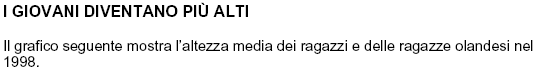 I GIOVANI DIVENTANO PIÙ ALTI
Il grafico seguente mostra l'altezza media dei ragazzi e delle ragazze olandesi nel
1998.